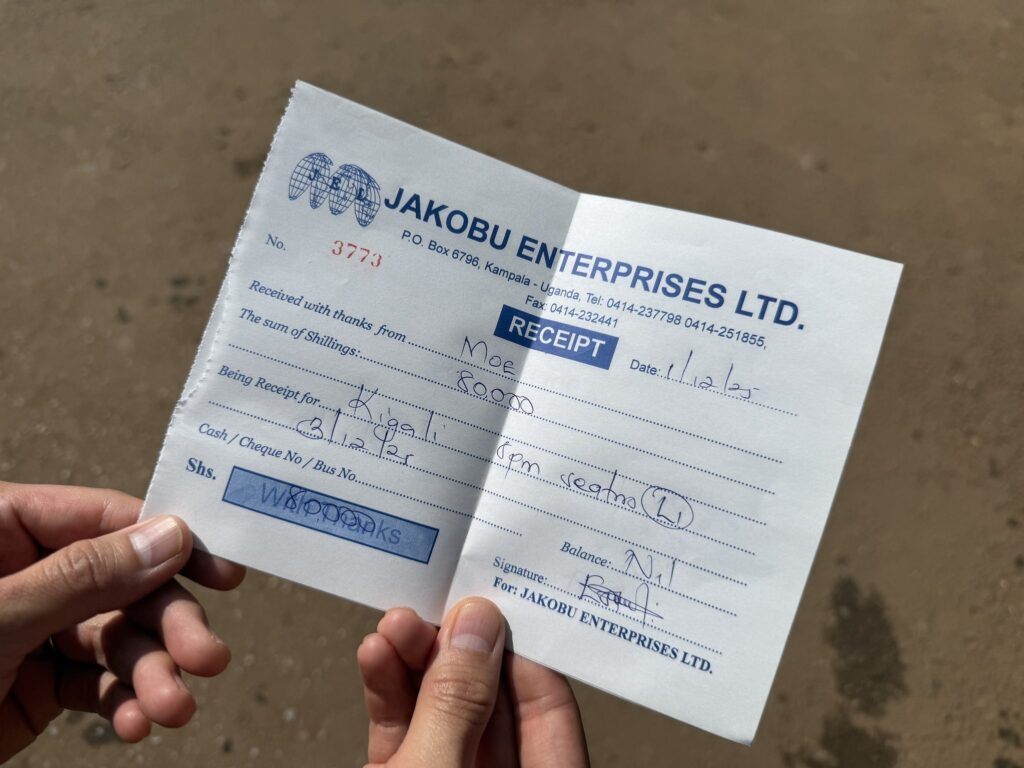 JEL
JAKOBU ENTERPRISES LTD.
P.O. Box 6796, Kampala - Uganda, Tel: 0414-237798 0414-251855,
Fax: 0414-232441
No. 3773
RECEIPT
Date: 1/12/25
Received with thanks from MOE
The sum of Shillings: 80000
Being Receipt for Kigali 8pm seatno L1
3/12/25
Cash / Cheque No / Bus No.
Balance: Nil
Shs. With Thanks 80000
Signature:
For: JAKOBU ENTERPRISES LTD.